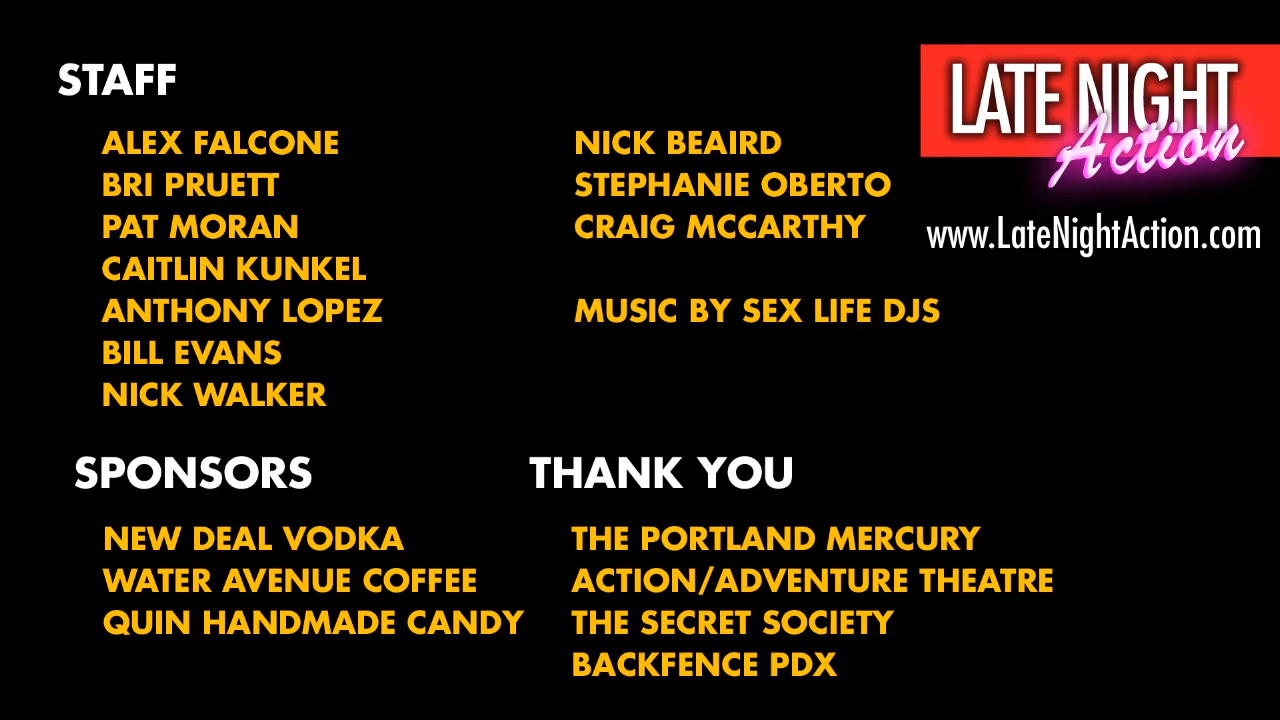 STAFF
ALEX FALCONE
BRI PRUETT
PAT MORAN
CAITLIN KUNKEL
ANTHONY LOPEZ
BILL EVANS
NICK WALKER
NICK BEAIRD
STEPHANIE OBERTO
CRAIG MCCARTHY
MUSIC BY SEX LIFE DJS
LATE NIGHT
Action
www.LateNightAction.com
SPONSORS
NEW DEAL VODKA
WATER AVENUE COFFEE
QUIN HANDMADE CANDY
THANK YOU
THE PORTLAND MERCURY
ACTION/ADVENTURE THEATRE
THE SECRET SOCIETY
BACKFENCE PDX